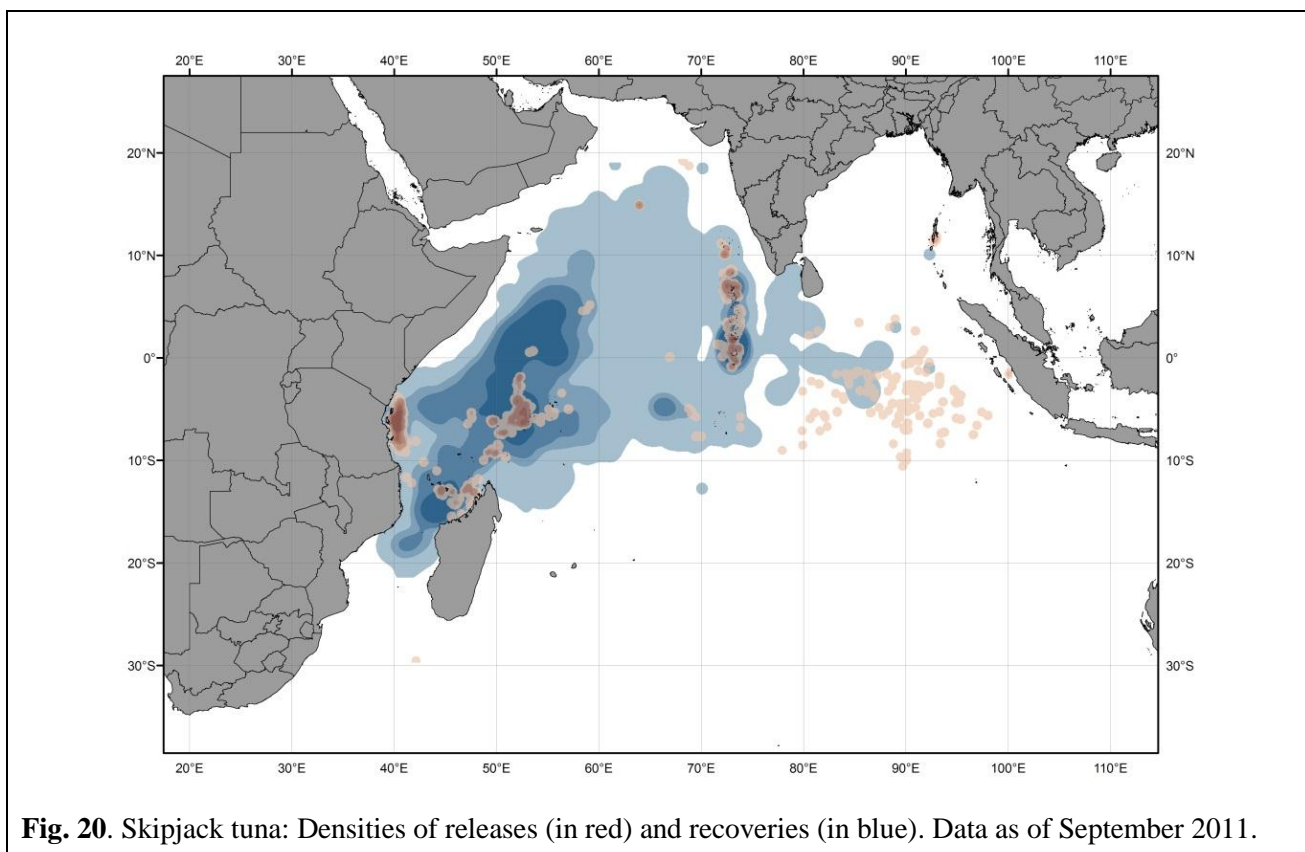 20°E 30°E 40°E 50°E 60°E 70°E 80°E 90°E 100°E 110°E
20°N 20°N
10°N 10°N
0° 0°
10°S 10°S
20°S 20°S
30°S 30°S
20°E 30°E 40°E 50°E 60°E 70°E 80°E 90°E 100°E 110°E
Fig. 20. Skipjack tuna: Densities of releases (in red) and recoveries (in blue). Data as of September 2011.